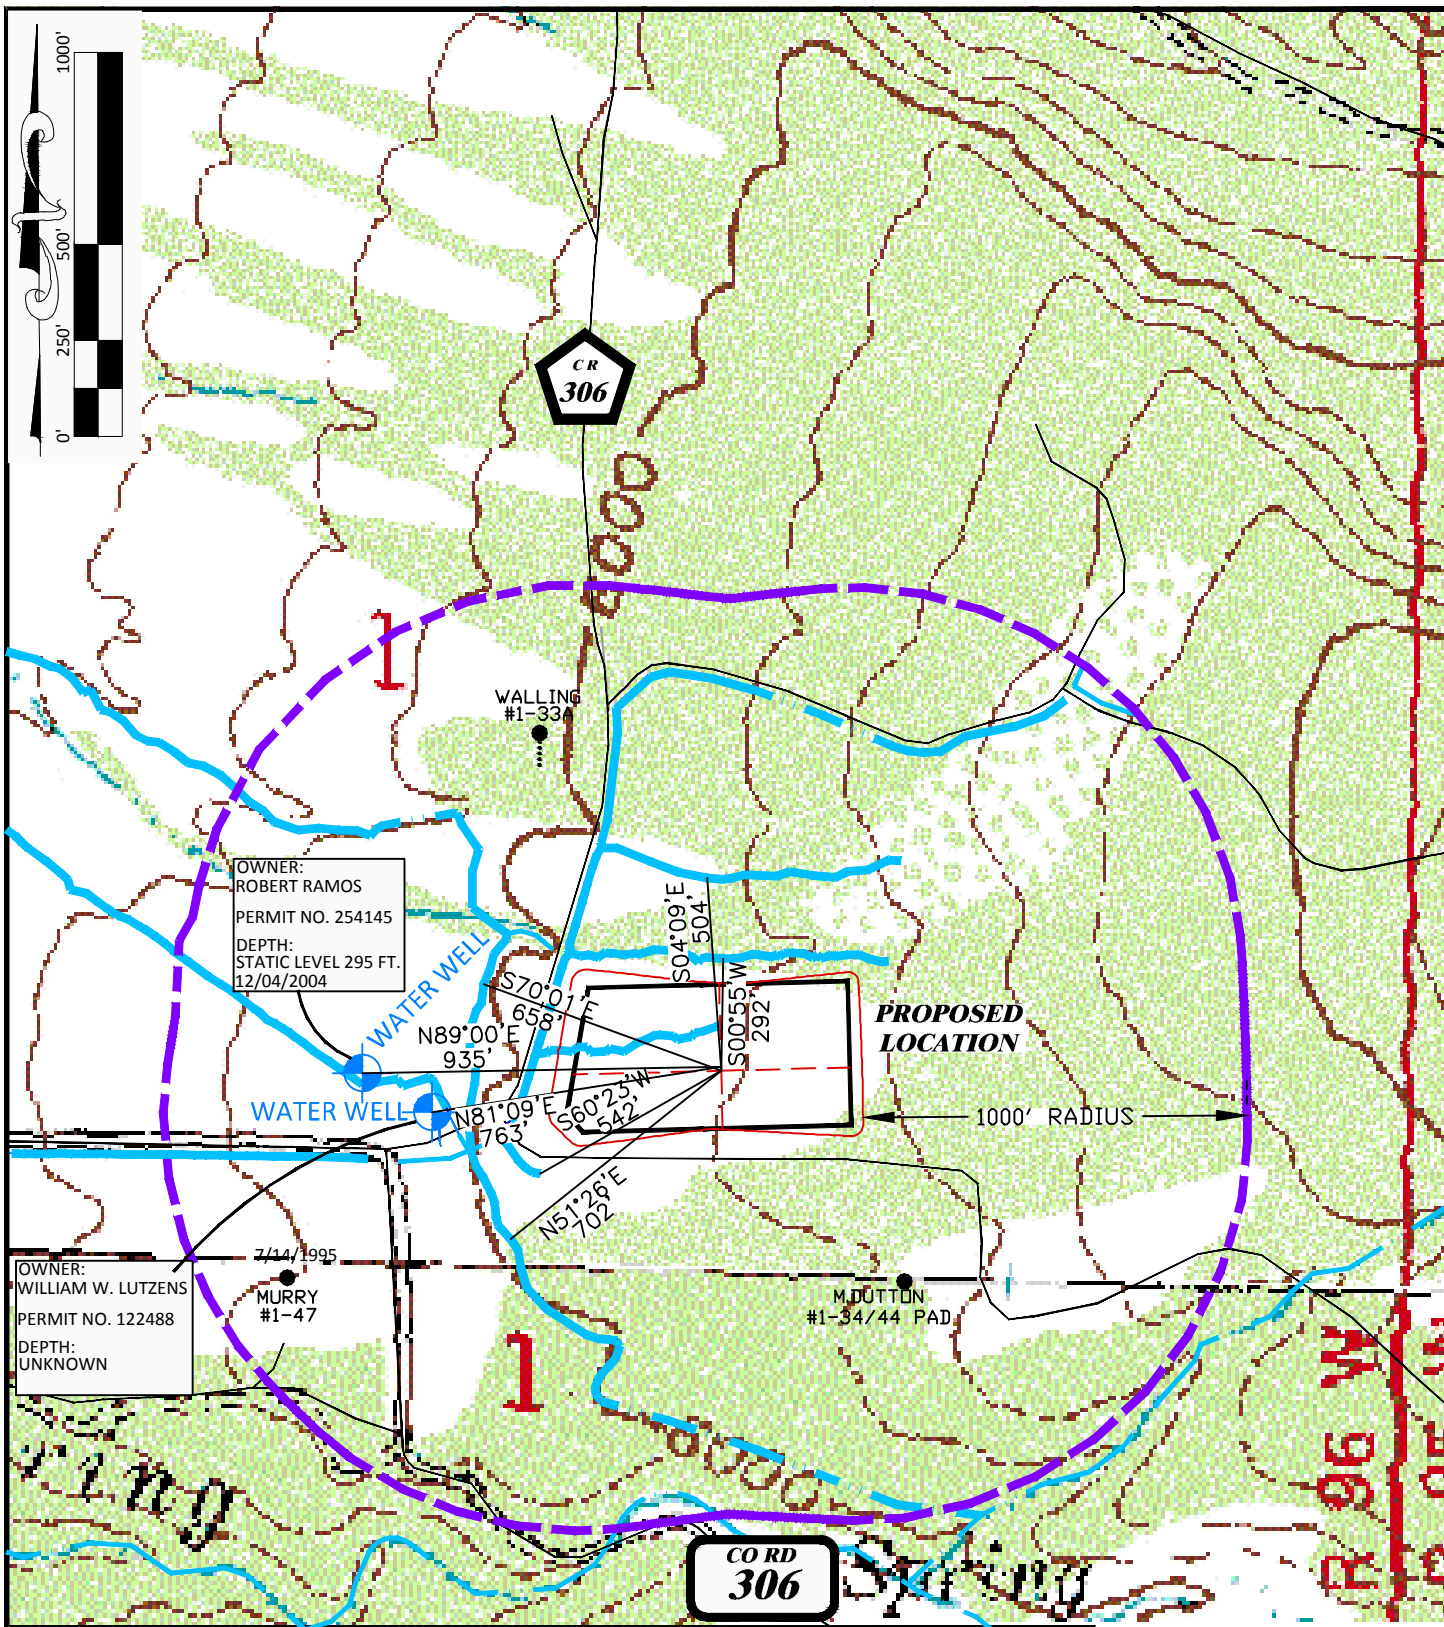 1000'
500'
250'
0'
C R
306
1
WALLING
#1-33A
OWNER:
ROBERT RAMOS
PERMIT NO. 254145
DEPTH:
STATIC LEVEL 295 FT.
12/04/2004
WATER WELL
S04°09'E
504'
S70°01'E
658'
S00°55'W
292'
N89°00'E
935'
PROPOSED
LOCATION
WATER WELL
N81°09'E
763'
S60°23'W
542'
1000' RADIUS
N51°26'E
702'
7/14/1995
OWNER:
WILLIAM W. LUTZENS
PERMIT NO. 122488
DEPTH:
UNKNOWN
MURRY
#1-47
M.DUTTON
#1-34/44 PAD
1
R 96 W
CO RD
306
Spring